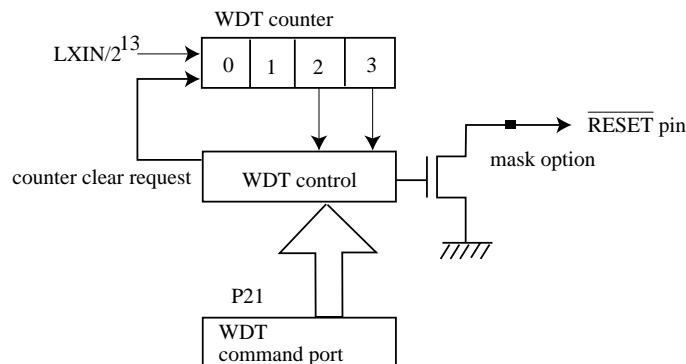 WDT counter
LXIN/2^13
0 1 2 3
RESET pin
mask option
counter clear request
WDT control
P21
WDT
command port